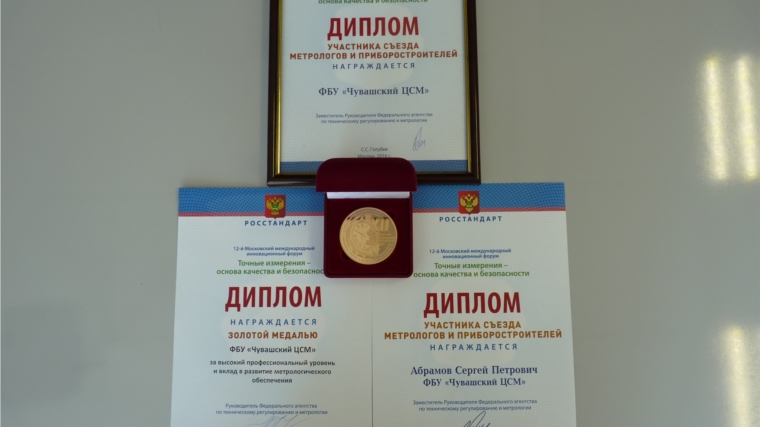 основа качества и безопасности
ДИПЛОМ
УЧАСТНИКА СЪЕЗДА
МЕТРОЛОГОВ И ПРИБОРОСТРОИТЕЛЕЙ
НАГРАЖДАЕТСЯ
ФБУ «Чувашский ЦСМ»
Заместитель Руководителя Федерального агентства
по техническому регулированию и метрологии
С.С. Голубев
РОССТАНДАРТ
12-й Московский международный
инновационный форум
Точные измерения –
основа качества и безопасности
ДИПЛОМ
НАГРАЖДАЕТСЯ
ЗОЛОТОЙ МЕДАЛЬЮ
ФБУ «Чувашский ЦСМ»
за высокий профессиональный уровень
и вклад в развитие метрологического
обеспечения
Руководитель Федерального агентства
по техническому регулированию и метрологии
РОССТАНДАРТ
12-й Московский международный
инновационный форум
Точные измерения –
основа качества и безопасности
ДИПЛОМ
УЧАСТНИКА СЪЕЗДА
МЕТРОЛОГОВ И ПРИБОРОСТРОИТЕЛЕЙ
НАГРАЖДАЕТСЯ
Абрамов Сергей Петрович
ФБУ «Чувашский ЦСМ»
Заместитель Руководителя Федерального агентства
по техническому регулированию и метрологии